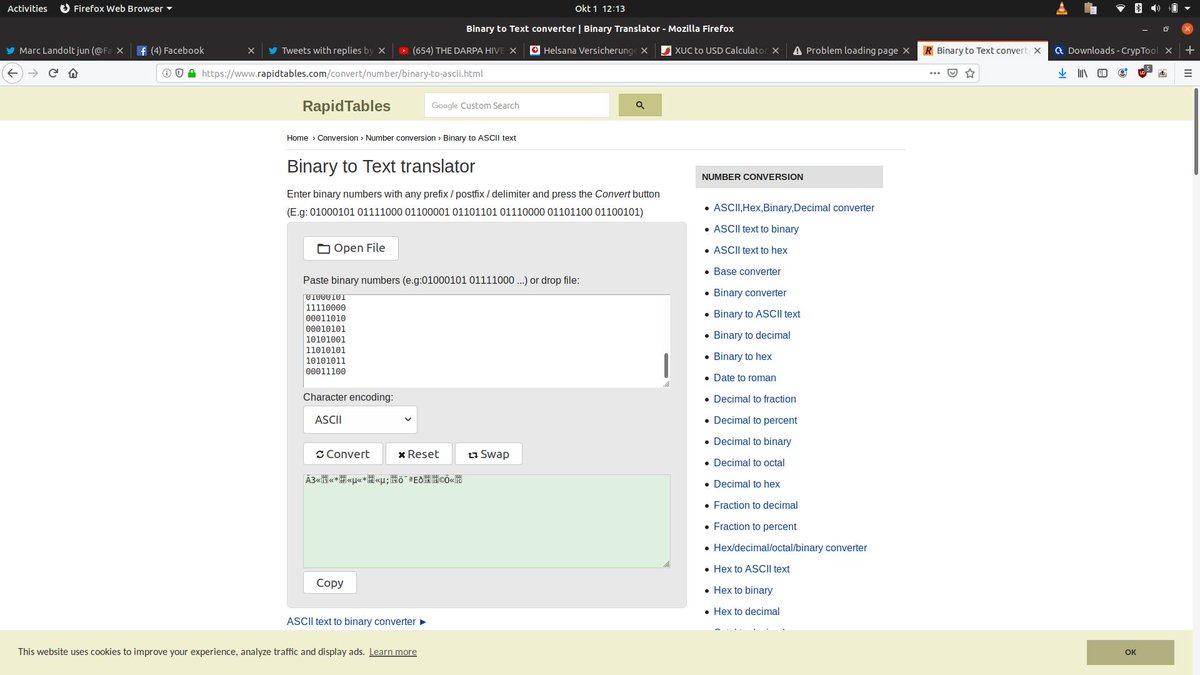 Activities Firefox Web Browser Okt 1 12:13
Binary to Text converter | Binary Translator - Mozilla Firefox
Marc Landolt jun (@Fa (4) Facebook Tweets with replies by (654) THE DARPA HIVE Helsana Versicherunge XUC to USD Calculator Problem loading page Binary to Text convert Downloads - CrypTool
https://www.rapidtables.com/convert/number/binary-to-ascii.html 5
RapidTables Google Custom Search
Home › Conversion › Number conversion › Binary to ASCII text
Binary to Text translator
Enter binary numbers with any prefix / postfix / delimiter and press the Convert button
(E.g: 01000101 01111000 01100001 01101101 01110000 01101100 01100101)
Open File
Paste binary numbers (e.g:01000101 01111000 ...) or drop file:
01000101
11110000
00011010
00010101
10101001
11010101
10101011
00011100
Character encoding:
ASCII
Convert Reset Swap
Copy
ASCII text to binary converter ►
NUMBER CONVERSION
ASCII,Hex,Binary,Decimal converter
ASCII text to binary
ASCII text to hex
Base converter
Binary converter
Binary to ASCII text
Binary to decimal
Binary to hex
Date to roman
Decimal to fraction
Decimal to percent
Decimal to binary
Decimal to octal
Decimal to hex
Fraction to decimal
Fraction to percent
Hex/decimal/octal/binary converter
Hex to ASCII text
Hex to binary
Hex to decimal
This website uses cookies to improve your experience, analyze traffic and display ads. Learn more
OK